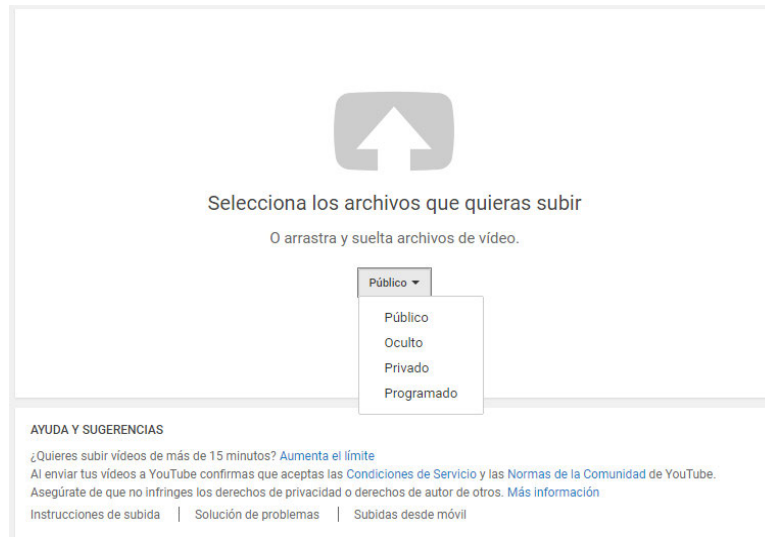 Selecciona los archivos que quieras subir
O arrastra y suelta archivos de vídeo.
Público
Público
Oculto
Privado
Programado
AYUDA Y SUGERENCIAS
¿Quieres subir vídeos de más de 15 minutos? Aumenta el límite
Al enviar tus vídeos a YouTube confirmas que aceptas las Condiciones de Servicio y las Normas de la Comunidad de YouTube.
Asegúrate de que no infringes los derechos de privacidad o derechos de autor de otros. Más información
Instrucciones de subida | Solución de problemas | Subidas desde móvil